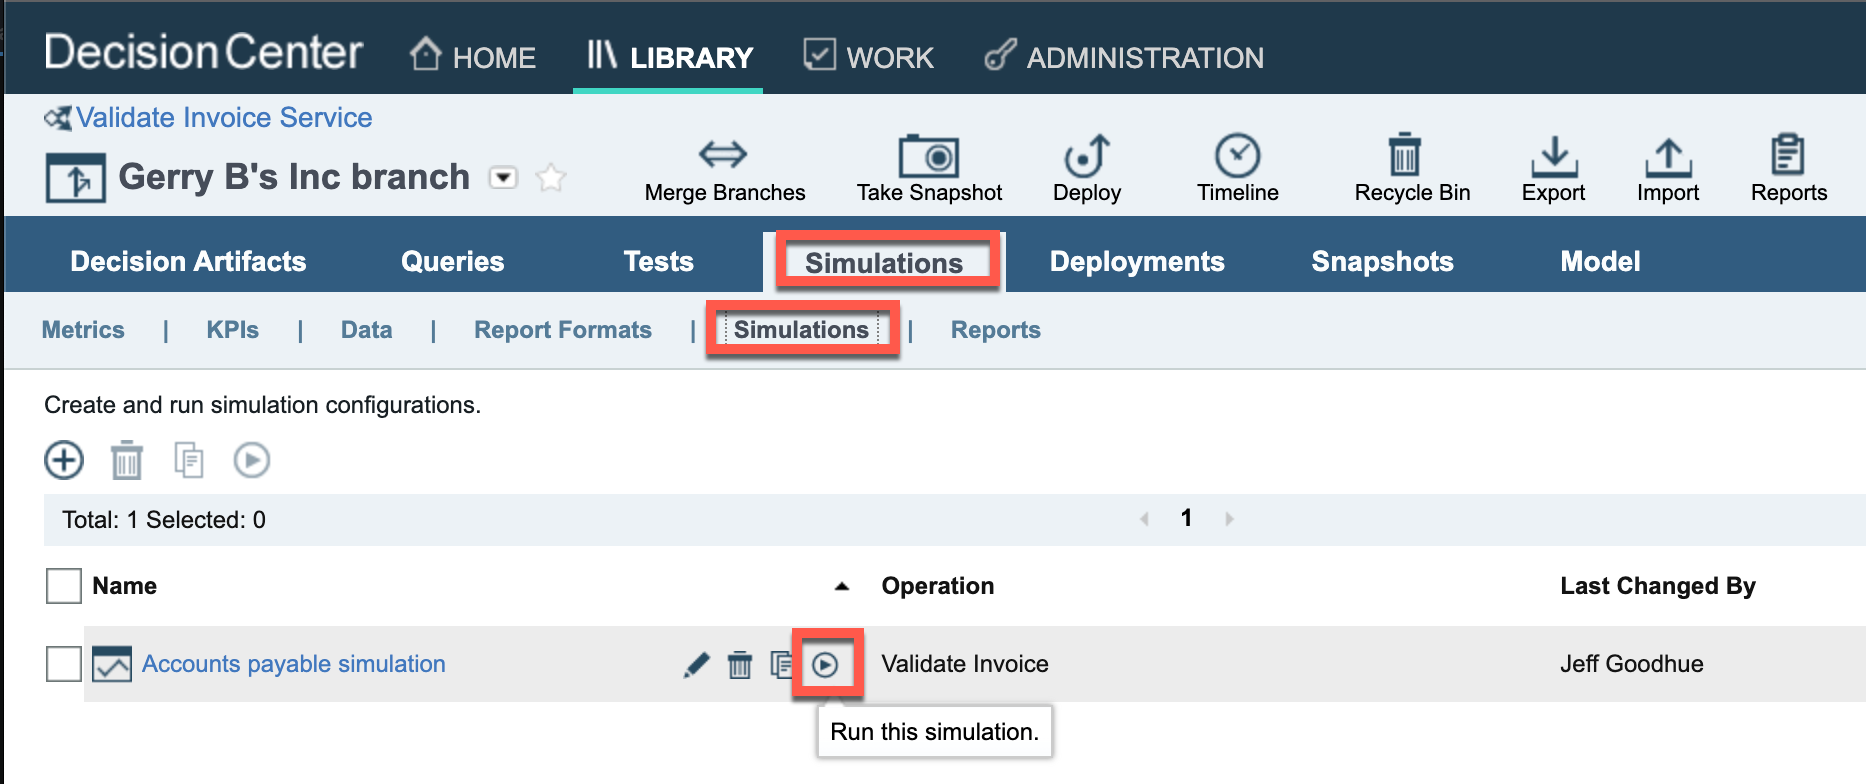 Decision Center HOME LIBRARY WORK ADMINISTRATION
Validate Invoice Service
Gerry B's Inc branch
Merge Branches Take Snapshot Deploy Timeline Recycle Bin Export Import Reports
Decision Artifacts Queries Tests Simulations Deployments Snapshots Model
Metrics | KPIs | Data | Report Formats | Simulations | Reports
Create and run simulation configurations.
Total: 1 Selected: 0 1
Name Operation Last Changed By
Accounts payable simulation Validate Invoice Jeff Goodhue
Run this simulation.